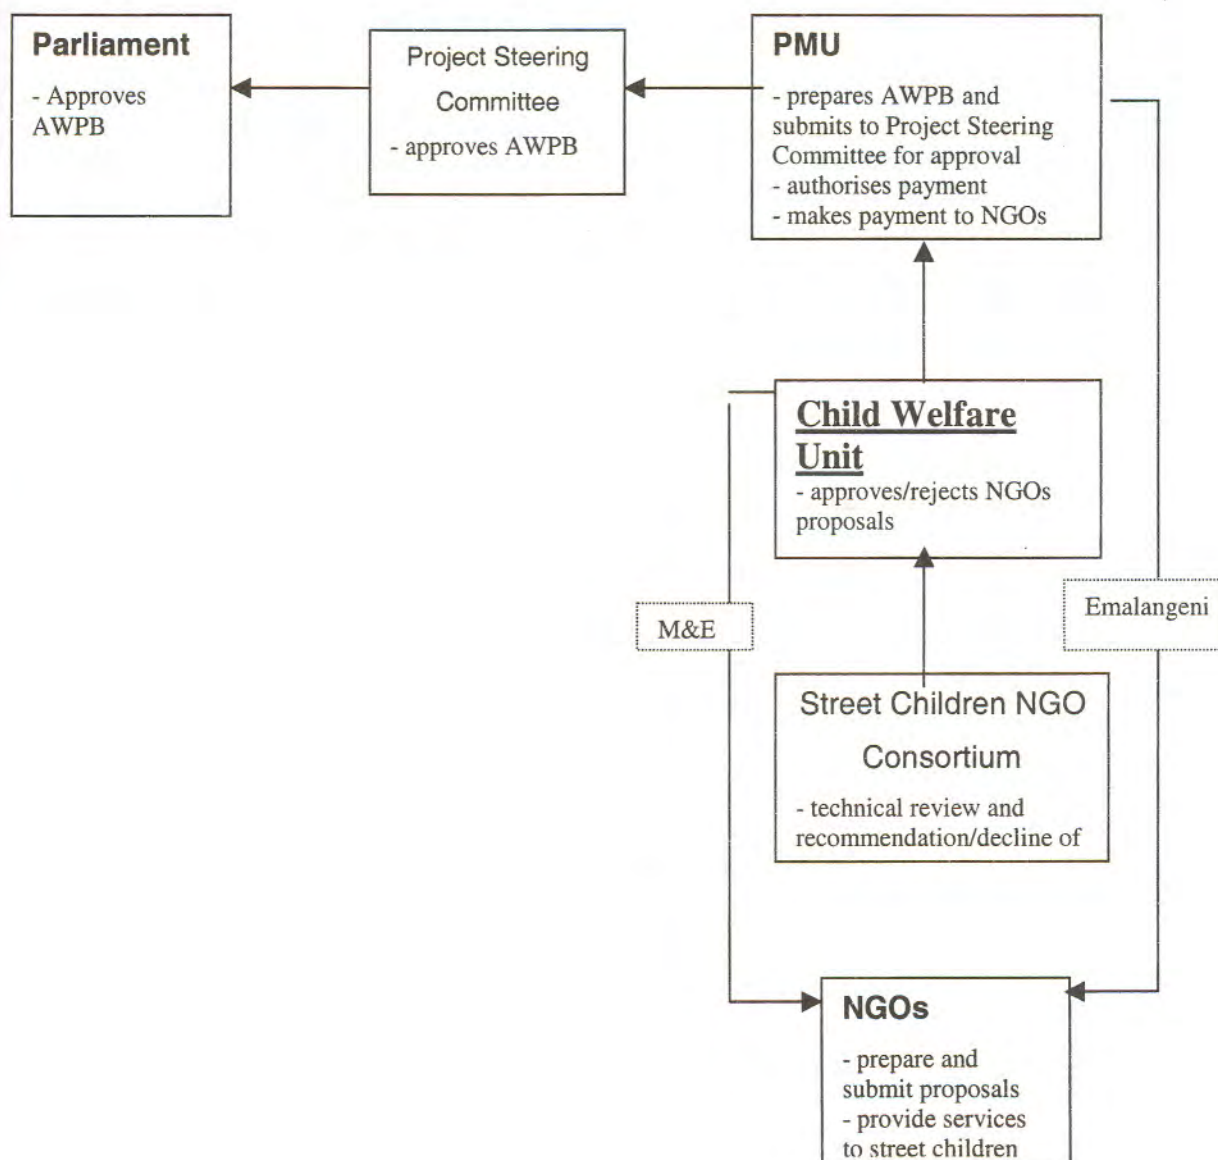 Parliament
- Approves
AWPB
Project Steering
Committee
- approves AWPB
PMU
- prepares AWPB and
submits to Project Steering
Committee for approval
- authorises payment
- makes payment to NGOs
Child Welfare
Unit
- approves/rejects NGOs
proposals
M&E
Emalangeni
Street Children NGO
Consortium
- technical review and
recommendation/decline of
NGOs
- prepare and
submit proposals
- provide services
to street children